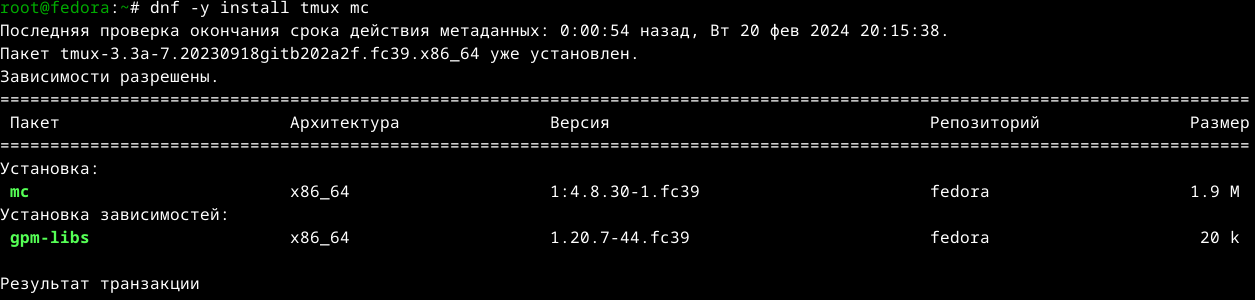 root@fedora:~# dnf -y install tmux mc
Последняя проверка окончания срока действия метаданных: 0:00:54 назад, Вт 20 фев 2024 20:15:38.
Пакет tmux-3.3a-7.20230918gitb202a2f.fc39.x86_64 уже установлен.
Зависимости разрешены.
=============================================================================================================================
Пакет Архитектура Версия Репозиторий Размер
=============================================================================================================================
Установка:
mc x86_64 1:4.8.30-1.fc39 fedora 1.9 M
Установка зависимостей:
gpm-libs x86_64 1.20.7-44.fc39 fedora 20 k
Результат транзакции